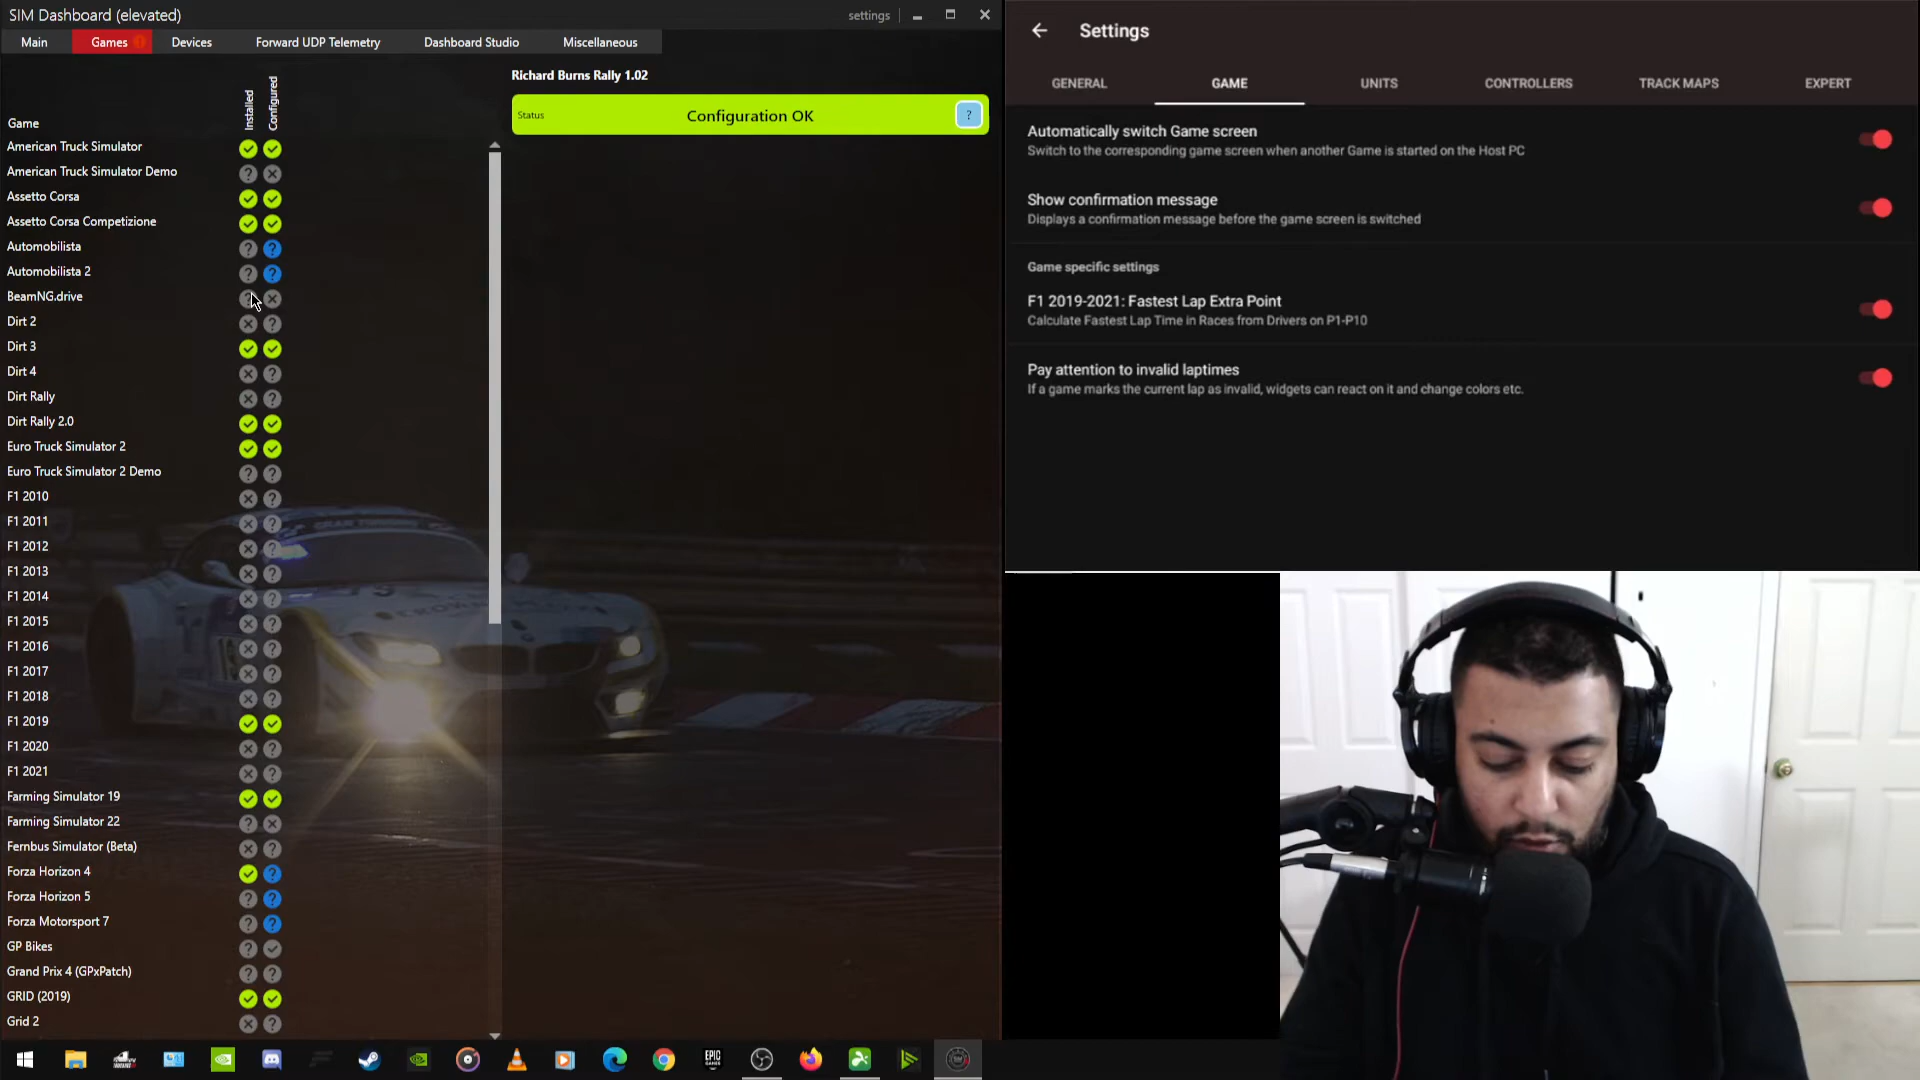 SIM Dashboard (elevated)
settings
Main
Games
Devices
Forward UDP Telemetry
Dashboard Studio
Miscellaneous
Game
Installed
Configured
American Truck Simulator
American Truck Simulator Demo
Assetto Corsa
Assetto Corsa Competizione
Automobilista
Automobilista 2
BeamNG.drive
Dirt 2
Dirt 3
Dirt 4
Dirt Rally
Dirt Rally 2.0
Euro Truck Simulator 2
Euro Truck Simulator 2 Demo
F1 2010
F1 2011
F1 2012
F1 2013
F1 2014
F1 2015
F1 2016
F1 2017
F1 2018
F1 2019
F1 2020
F1 2021
Farming Simulator 19
Farming Simulator 22
Fernbus Simulator (Beta)
Forza Horizon 4
Forza Horizon 5
Forza Motorsport 7
GP Bikes
Grand Prix 4 (GPxPatch)
GRID (2019)
Grid 2
Richard Burns Rally 1.02
Status
Configuration OK
?
Settings
GENERAL
GAME
UNITS
CONTROLLERS
TRACK MAPS
EXPERT
Automatically switch Game screen
Switch to the corresponding game screen when another Game is started on the Host PC
Show confirmation message
Displays a confirmation message before the game screen is switched
Game specific settings
F1 2019-2021: Fastest Lap Extra Point
Calculate Fastest Lap Time in Races from Drivers on P1-P10
Pay attention to invalid laptimes
If a game marks the current lap as invalid, widgets can react on it and change colors etc.
EPIC
GAMES